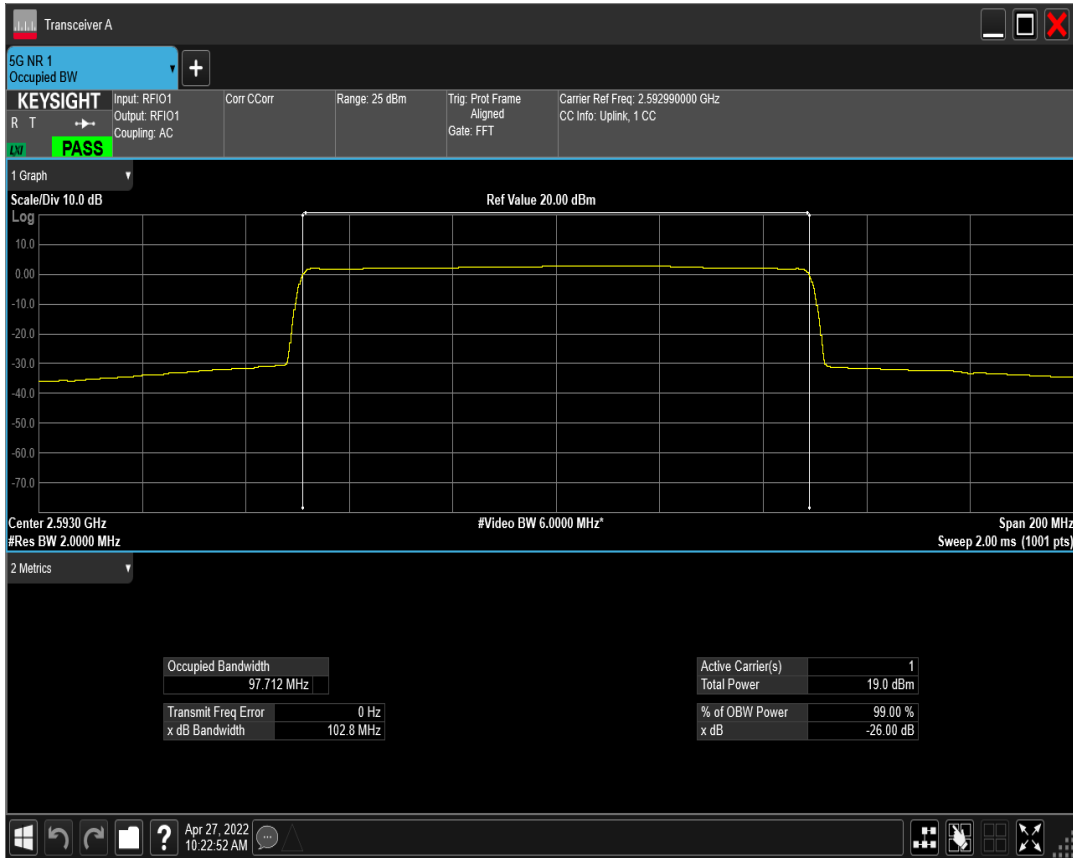 Transceiver A
5G NR 1
Occupied BW
KEYSIGHT
R T
LXI
PASS
Input: RFIO1
Output: RFIO1
Coupling: AC
Corr CCorr
Range: 25 dBm
Trig: Prot Frame
Aligned
Gate: FFT
Carrier Ref Freq: 2.592990000 GHz
CC Info: Uplink, 1 CC
1 Graph
Scale/Div 10.0 dB
Ref Value 20.00 dBm
Log
10.0
0.00
-10.0
-20.0
-30.0
-40.0
-50.0
-60.0
-70.0
Center 2.5930 GHz
#Video BW 6.0000 MHz*
Span 200 MHz
#Res BW 2.0000 MHz
Sweep 2.00 ms (1001 pts)
2 Metrics
Occupied Bandwidth
97.712 MHz
Transmit Freq Error 0 Hz
x dB Bandwidth 102.8 MHz
Active Carrier(s) 1
Total Power 19.0 dBm
% of OBW Power 99.00 %
x dB -26.00 dB
Apr 27, 2022
10:22:52 AM